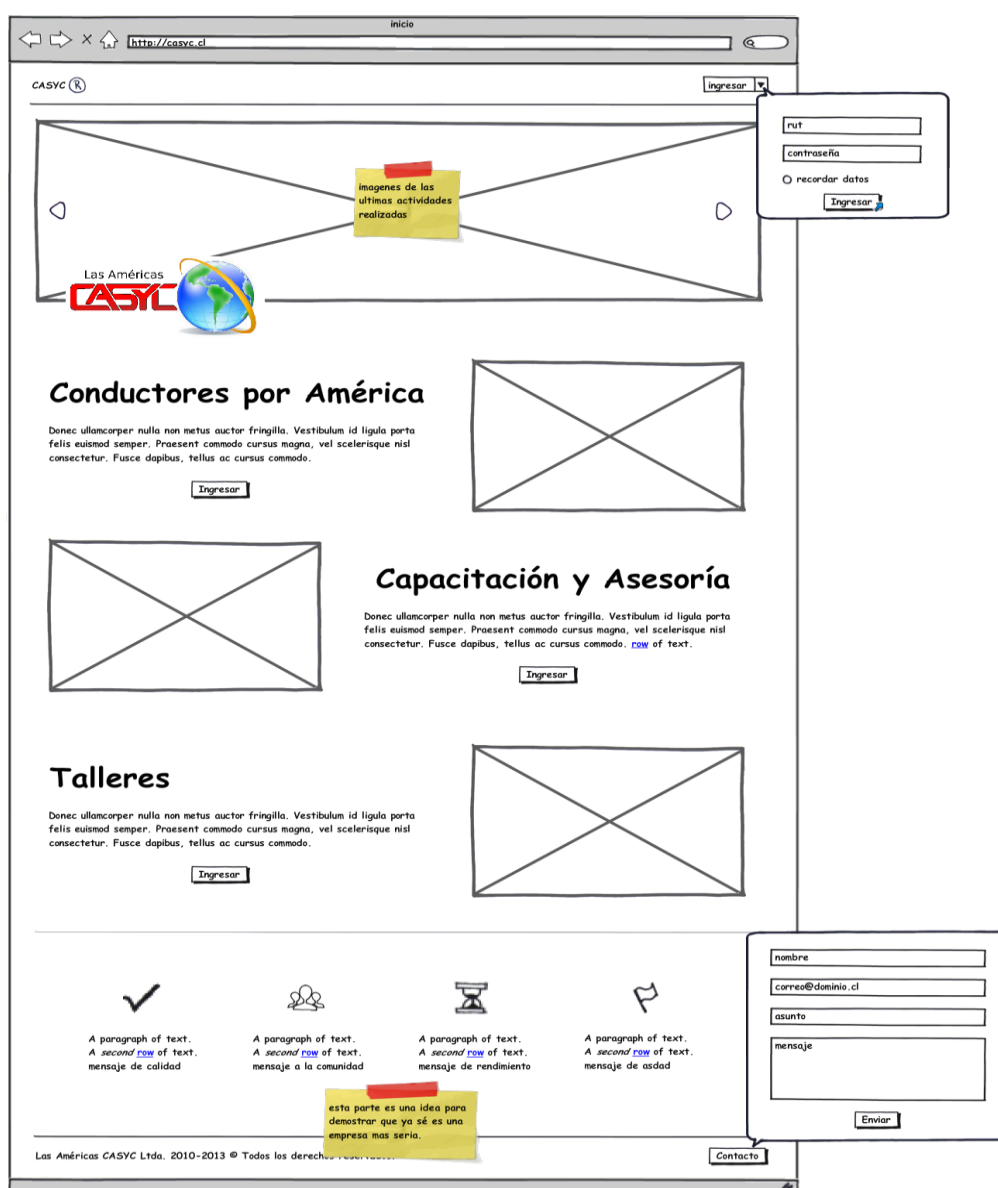 inicio
http://casyc.cl
CASYC ®
ingresar
rut
contraseña
recordar datos
Ingresar
imagenes de las
ultimas actividades
realizadas
Las Américas
CASYC
Conductores por América
Donec ullamcorper nulla non metus auctor fringilla. Vestibulum id ligula porta
felis euismod semper. Praesent commodo cursus magna, vel scelerisque nisl
consectetur. Fusce dapibus, tellus ac cursus commodo.
Ingresar
Capacitación y Asesoría
Donec ullamcorper nulla non metus auctor fringilla. Vestibulum id ligula porta
felis euismod semper. Praesent commodo cursus magna, vel scelerisque nisl
consectetur. Fusce dapibus, tellus ac cursus commodo. row of text.
Ingresar
Talleres
Donec ullamcorper nulla non metus auctor fringilla. Vestibulum id ligula porta
felis euismod semper. Praesent commodo cursus magna, vel scelerisque nisl
consectetur. Fusce dapibus, tellus ac cursus commodo.
Ingresar
A paragraph of text.
A second row of text.
mensaje de calidad
A paragraph of text.
A second row of text.
mensaje a la comunidad
A paragraph of text.
A second row of text.
mensaje de rendimiento
A paragraph of text.
A second row of text.
mensaje de asdad
nombre
correo@dominio.cl
asunto
mensaje
Enviar
esta parte es una idea para
demostrar que ya sé es una
empresa mas seria.
Las Américas CASYC Ltda. 2010-2013 © Todos los
Contacto